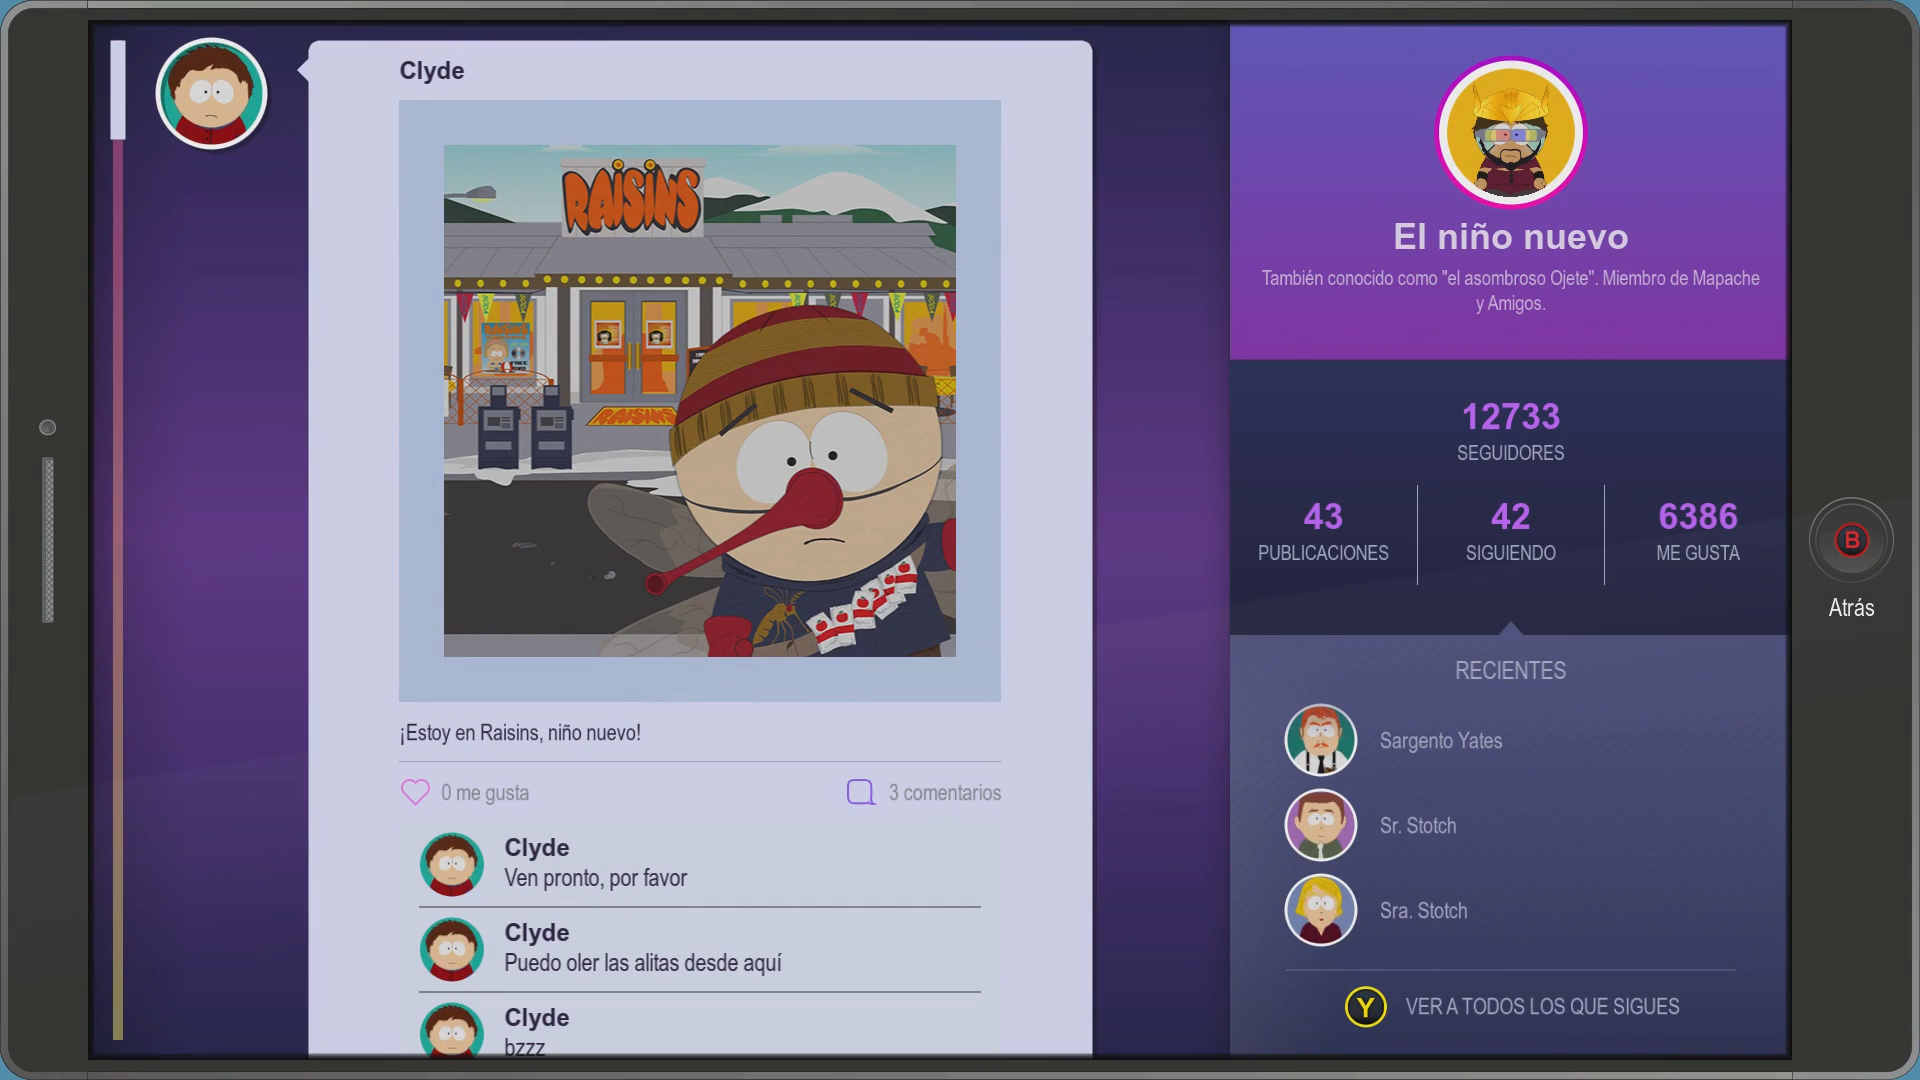 Clyde
RAISINS
RAISINS
RAISINS
¡Estoy en Raisins, niño nuevo!
0 me gusta
3 comentarios
Clyde
Ven pronto, por favor
Clyde
Puedo oler las alitas desde aquí
Clyde
bzzz
El niño nuevo
También conocido como "el asombroso Ojete". Miembro de Mapache
y Amigos.
12733
SEGUIDORES
43
PUBLICACIONES
42
SIGUIENDO
6386
ME GUSTA
RECIENTES
Sargento Yates
Sr. Stotch
Sra. Stotch
Y
VER A TODOS LOS QUE SIGUES
B
Atrás